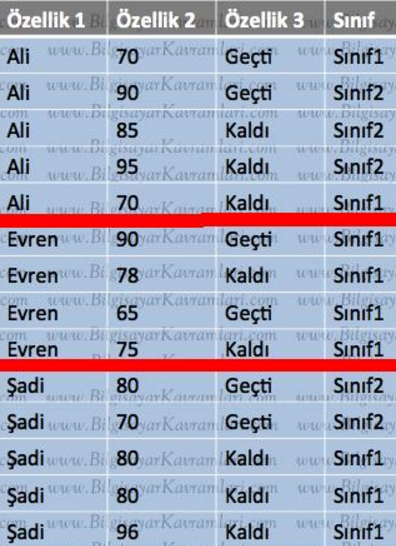 Özellik 1 Özellik 2 Özellik 3 Sınıf
Ali 70 Geçti Sınıf1
Ali 90 Geçti Sınıf2
Ali 85 Kaldı Sınıf2
Ali 95 Kaldı Sınıf2
Ali 70 Kaldı Sınıf1
Evren 90 Geçti Sınıf1
Evren 78 Kaldı Sınıf1
Evren 65 Geçti Sınıf1
Evren 75 Kaldı Sınıf1
Şadi 80 Geçti Sınıf2
Şadi 70 Geçti Sınıf2
Şadi 80 Kaldı Sınıf1
Şadi 80 Kaldı Sınıf1
Şadi 96 Kaldı Sınıf1
www.BilgisayarKavramlari.com